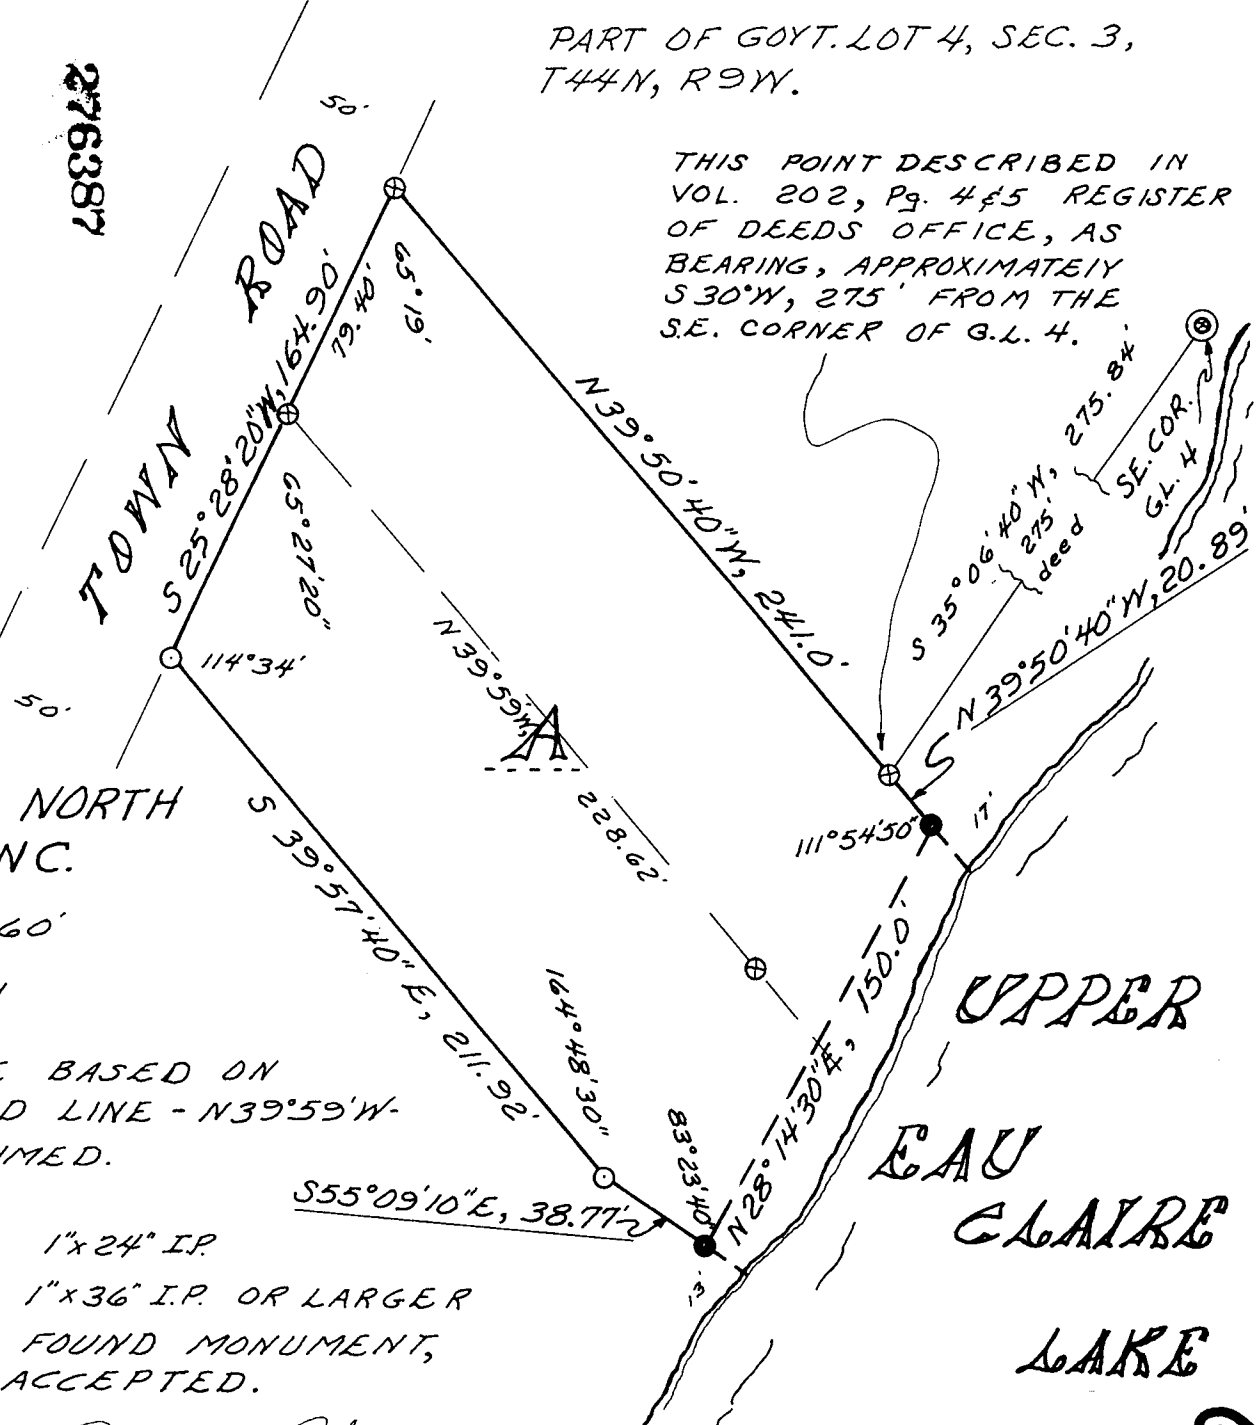 PART OF GOVT. LOT 4, SEC. 3,
T44N, R9W.
276387
50'
THIS POINT DESCRIBED IN
VOL. 202, Pg. 4 & 5 REGISTER
OF DEEDS OFFICE, AS
BEARING, APPROXIMATELY
S30°W, 275' FROM THE
S.E. CORNER OF G.L. 4.
TOWN ROAD
S 25°28'20"W, 164.90'
79.40'
65°19'
N39°50'40"W, 241.0'
S 35°06'40"W, 275.84'
275'
deed
SE. COR.
G.L. 4
N 39°50'40"W, 20.89'
65°27'20"
114°34'
50'
N39°59'W,
228.62'
A
NORTH
NC.
60'
S 39°57'40" E, 211.92'
111°54'50"
17'
N28°14'30"E, 150.0'
164°48'30"
83°23'40"
S55°09'10"E, 38.77'
13'
UPPER
EAU
CLAIRE
LAKE
E BASED ON
D LINE - N39°59'W-
UMED.
1"x24" I.P.
1"x36" I.P. OR LARGER
FOUND MONUMENT,
ACCEPTED.